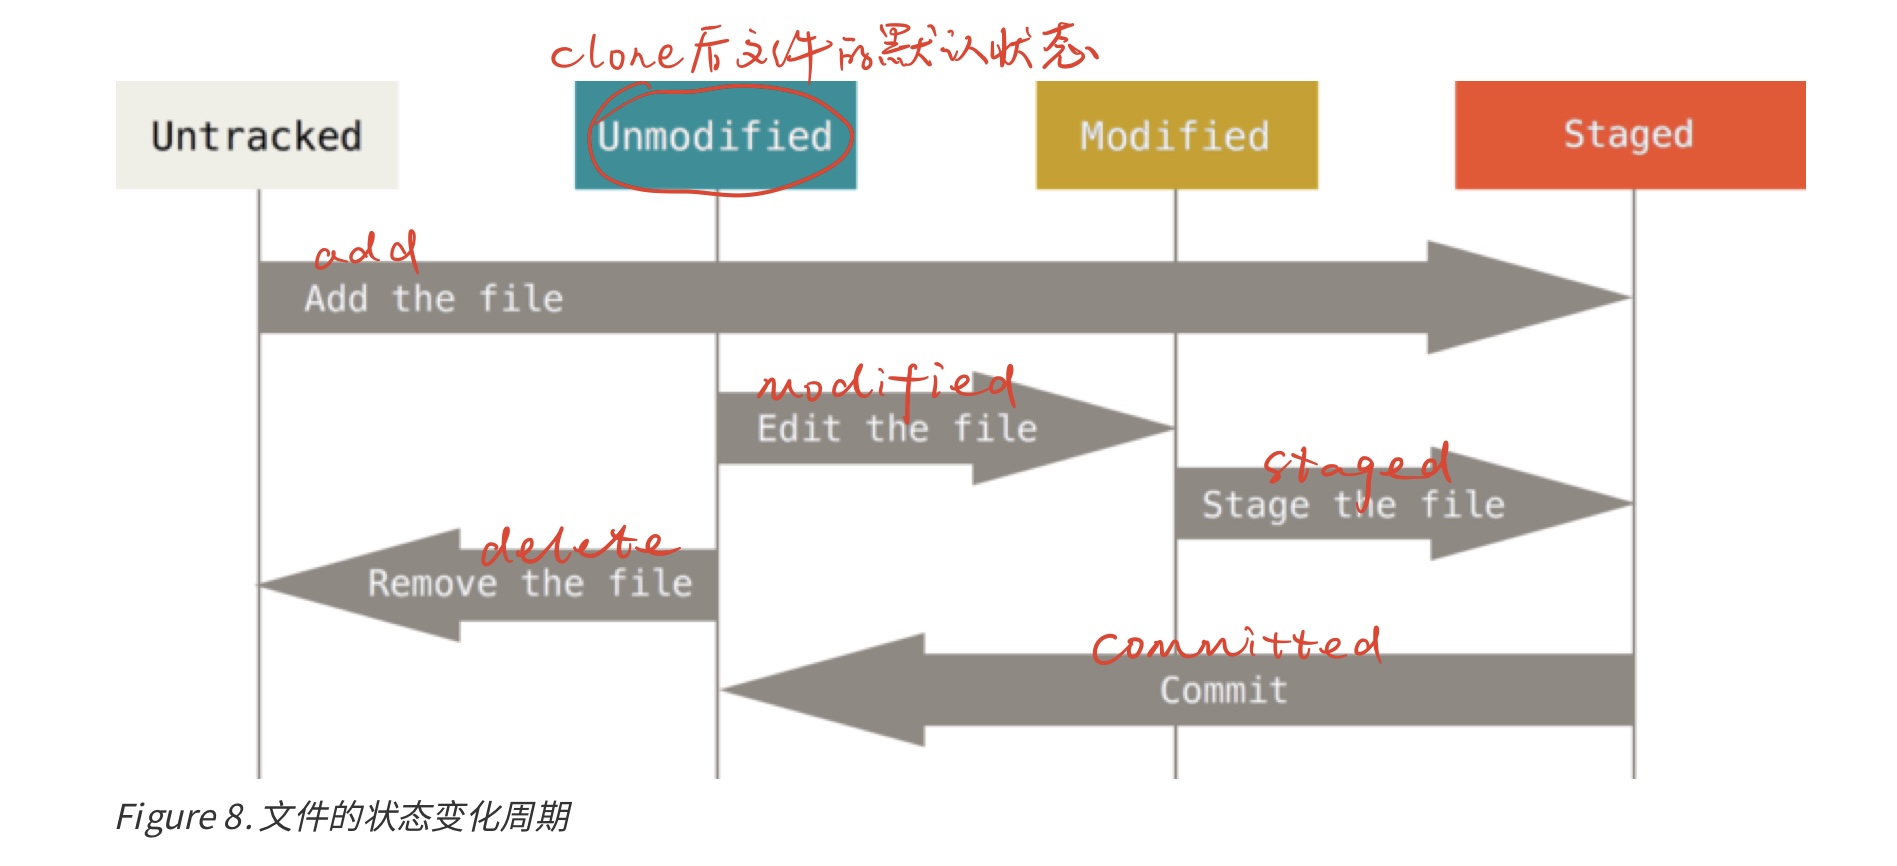 clone后文件的默认状态
Untracked
Unmodified
Modified
Staged
add
Add the file
modified
Edit the file
staged
Stage the file
delete
Remove the file
committed
Commit
Figure 8. 文件的状态变化周期